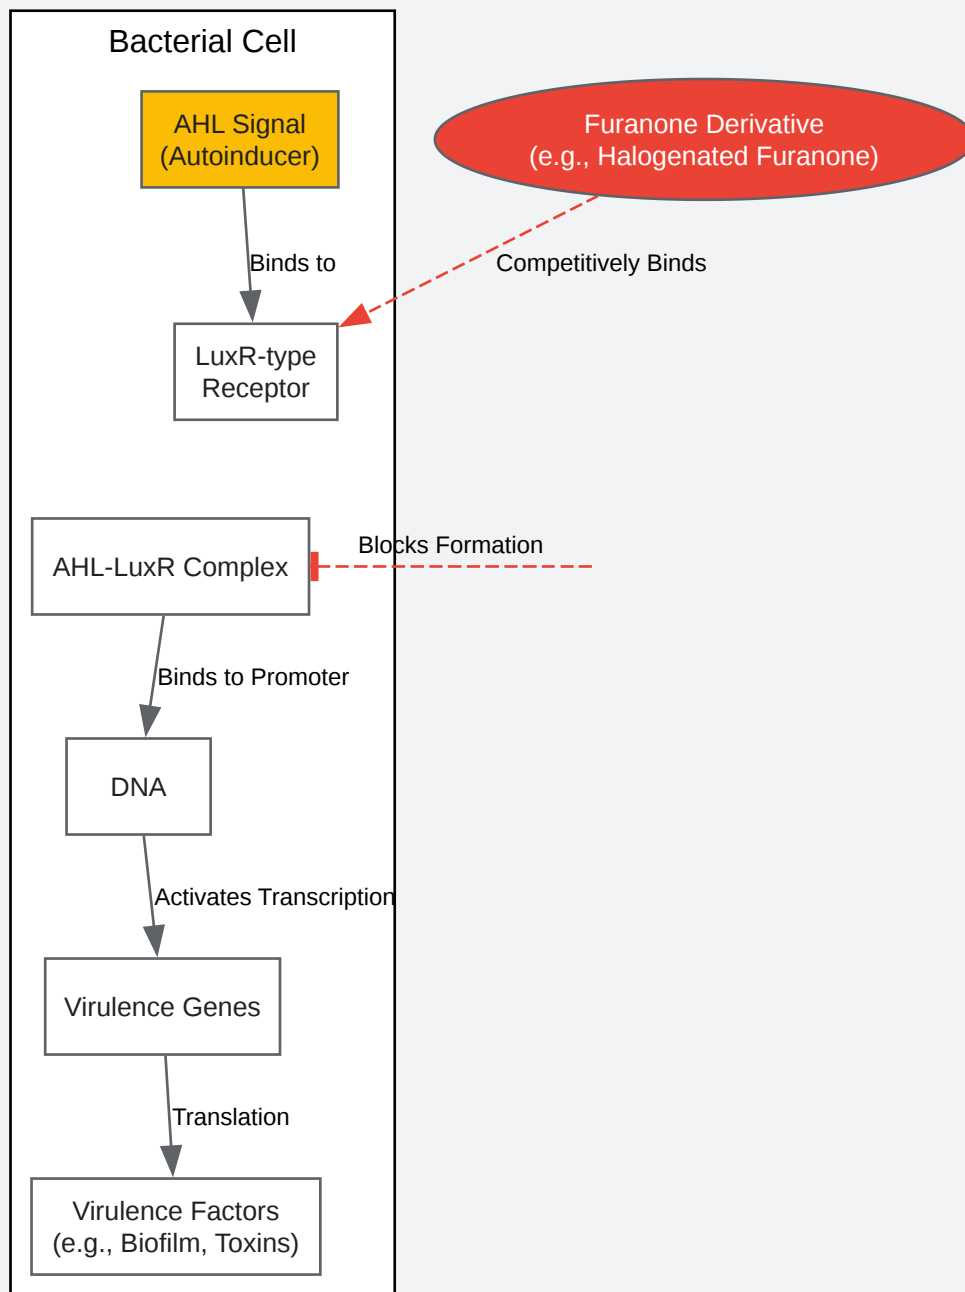 Bacterial Cell
AHL Signal
(Autoinducer)
Furanone Derivative
(e.g., Halogenated Furanone)
Binds to
Competitively Binds
LuxR-type
Receptor
Blocks Formation
AHL-LuxR Complex
Binds to Promoter
DNA
Activates Transcription
Virulence Genes
Translation
Virulence Factors
(e.g., Biofilm, Toxins)